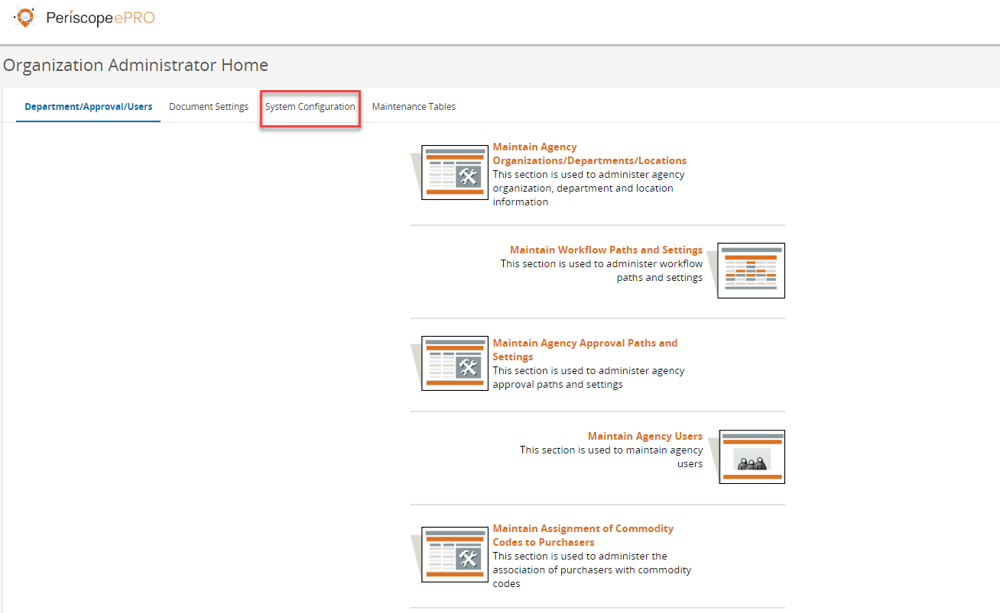 Periscope ePRO
Organization Administrator Home
Department/Approval/Users
Document Settings
System Configuration
Maintenance Tables
Maintain Agency
Organizations/Departments/Locations
This section is used to administer agency
organization, department and location
information
Maintain Workflow Paths and Settings
This section is used to administer workflow
paths and settings
Maintain Agency Approval Paths and
Settings
This section is used to administer agency
approval paths and settings
Maintain Agency Users
This section is used to maintain agency
users
Maintain Assignment of Commodity
Codes to Purchasers
This section is used to administer the
association of purchasers with commodity
codes